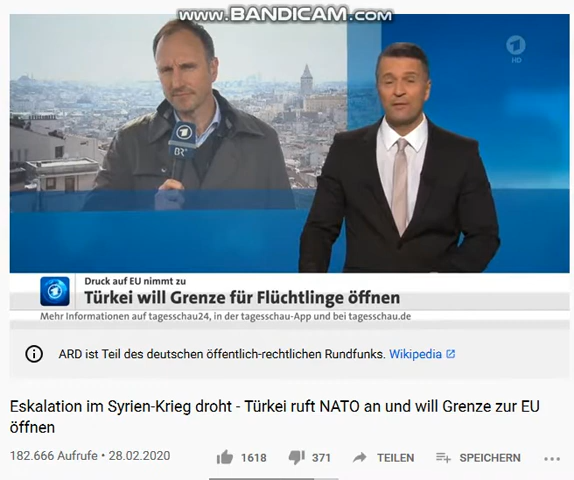 www.BANDICAM.com
HD
BR
Druck auf EU nimmt zu
Türkei will Grenze für Flüchtlinge öffnen
Mehr Informationen auf tagesschau24, in der tagesschau-App und bei tagesschau.de
ARD ist Teil des deutschen öffentlich-rechtlichen Rundfunks. Wikipedia
Eskalation im Syrien-Krieg droht - Türkei ruft NATO an und will Grenze zur EU
öffnen
182.666 Aufrufe • 28.02.2020
1618
371
TEILEN
SPEICHERN